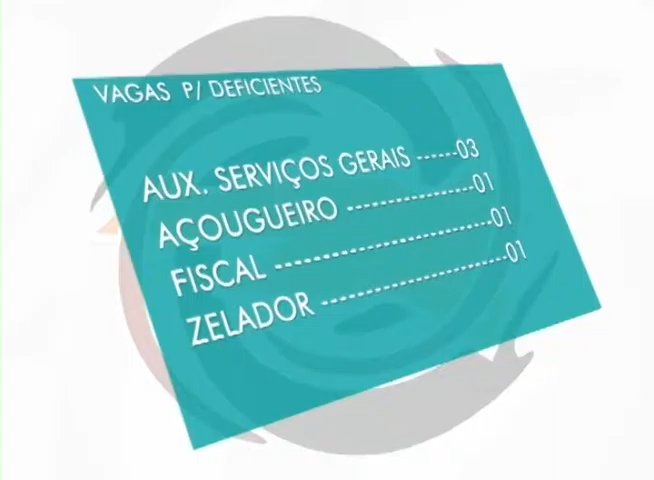 VAGAS P/ DEFICIENTES
AUX. SERVIÇOS GERAIS ------03
AÇOUGUEIRO -----------------01
FISCAL -----------------------------01
ZELADOR -------------------------01